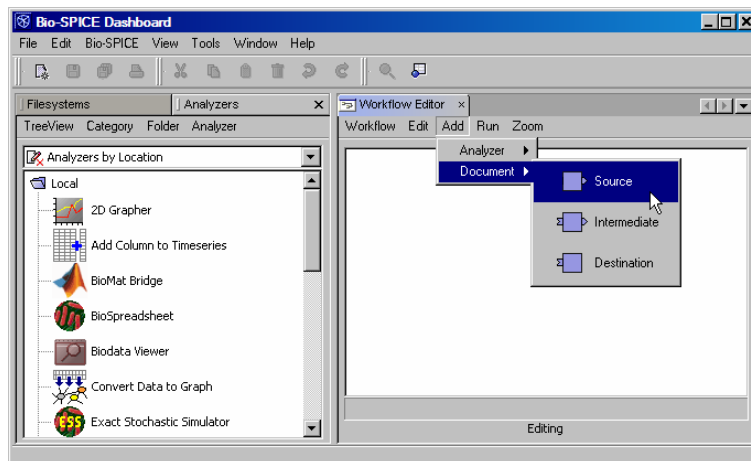 Bio-SPICE Dashboard
File Edit Bio-SPICE View Tools Window Help
Filesystems Analyzers
TreeView Category Folder Analyzer
Analyzers by Location
Local
2D Grapher
Add Column to Timeseries
BioMat Bridge
BioSpreadsheet
Biodata Viewer
Convert Data to Graph
ESS Exact Stochastic Simulator
Workflow Editor
Workflow Edit Add Run Zoom
Analyzer
Document
Source
Intermediate
Destination
Editing